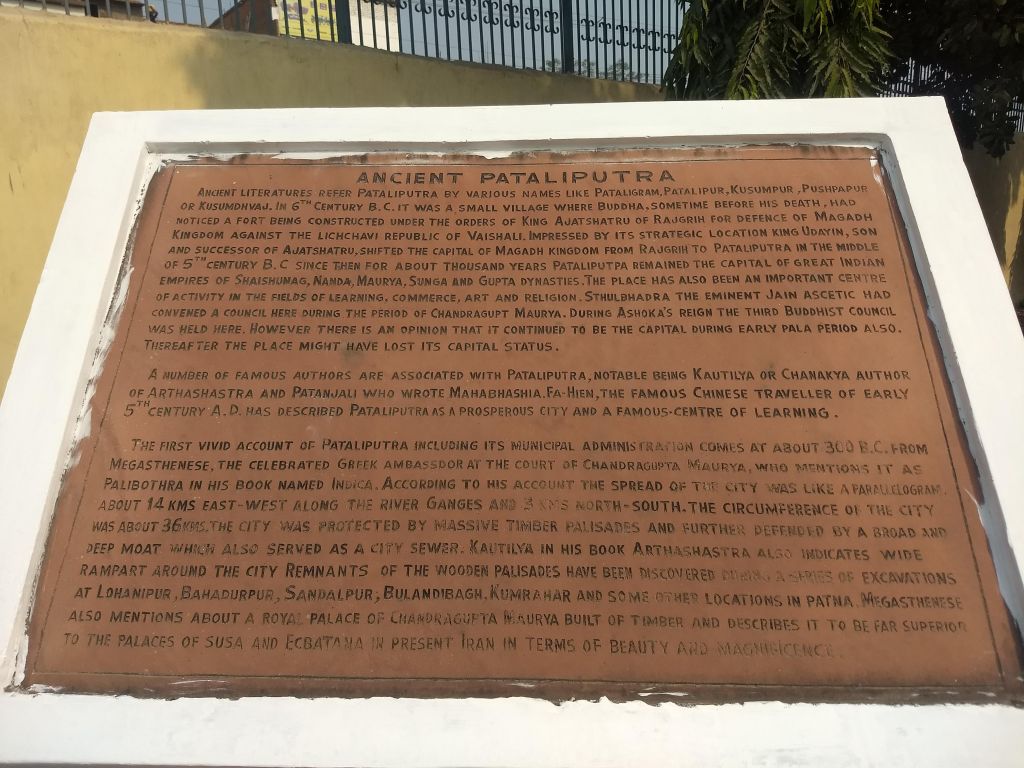 ANCIENT PATALIPUTRA
ANCIENT LITERATURES REFER PATALIPUTRA BY VARIOUS NAMES LIKE PATALIGRAM, PATALIPUR, KUSUMPUR, PUSHPAPUR
OR KUSUMDHVAJ. IN 6TH CENTURY B.C. IT WAS A SMALL VILLAGE WHERE BUDDHA, SOMETIME BEFORE HIS DEATH, HAD
NOTICED A FORT BEING CONSTRUCTED UNDER THE ORDERS OF KING AJATSHATRU OF RAJGRIH FOR DEFENCE OF MAGADH
KINGDOM AGAINST THE LICHCHAVI REPUBLIC OF VAISHALI. IMPRESSED BY ITS STRATEGIC LOCATION KING UDAYIN, SON
AND SUCCESSOR OF AJATSHATRU, SHIFTED THE CAPITAL OF MAGADH KINGDOM FROM RAJGRIH TO PATALIPUTRA IN THE MIDDLE
OF 5TH CENTURY B.C SINCE THEN FOR ABOUT THOUSAND YEARS PATALIPUTPA REMAINED THE CAPITAL OF GREAT INDIAN
EMPIRES OF SHAISHUNAG, NANDA, MAURYA, SUNGA AND GUPTA DYNASTIES. THE PLACE HAS ALSO BEEN AN IMPORTANT CENTRE
OF ACTIVITY IN THE FIELDS OF LEARNING, COMMERCE, ART AND RELIGION. STHULBHADRA THE EMINENT JAIN ASCETIC HAD
CONVENED A COUNCIL HERE DURING THE PERIOD OF CHANDRAGUPT MAURYA. DURING ASHOKA'S REIGN THE THIRD BUDDHIST COUNCIL
WAS HELD HERE. HOWEVER THERE IS AN OPINION THAT IT CONTINUED TO BE THE CAPITAL DURING EARLY PALA PERIOD ALSO.
THEREAFTER THE PLACE MIGHT HAVE LOST ITS CAPITAL STATUS.
A NUMBER OF FAMOUS AUTHORS ARE ASSOCIATED WITH PATALIPUTRA, NOTABLE BEING KAUTILYA OR CHANAKYA AUTHOR
OF ARTHASHASTRA AND PATANJALI WHO WROTE MAHABHASHIA. FA-HIEN, THE FAMOUS CHINESE TRAVELLER OF EARLY
5TH CENTURY A.D. HAS DESCRIBED PATALIPUTRA AS A PROSPEROUS CITY AND A FAMOUS-CENTRE OF LEARNING.
THE FIRST VIVID ACCOUNT OF PATALIPUTRA INCLUDING ITS MUNICIPAL ADMINISTRATION COMES AT ABOUT 300 B.C. FROM
MEGASTHENESE, THE CELEBRATED GREEK AMBASSDOR AT THE COURT OF CHANDRAGUPTA MAURYA, WHO MENTIONS IT AS
PALIBOTHRA IN HIS BOOK NAMED INDICA. ACCORDING TO HIS ACCOUNT THE SPREAD OF THE CITY WAS LIKE A PARALLELOGRAM.
ABOUT 14 KMS EAST-WEST ALONG THE RIVER GANGES AND 3 KMS NORTH-SOUTH. THE CIRCUMFERENCE OF THE CITY
WAS ABOUT 36 KMS. THE CITY WAS PROTECTED BY MASSIVE TIMBER PALISADES AND FURTHER DEFENDED BY A BROAD AND
DEEP MOAT WHICH ALSO SERVED AS A CITY SEWER. KAUTILYA IN HIS BOOK ARTHASHASTRA ALSO INDICATES WIDE
RAMPART AROUND THE CITY REMNANTS OF THE WOODEN PALISADES HAVE BEEN DISCOVERED DURING A SERIES OF EXCAVATIONS
AT LOHANIPUR, BAHADURPUR, SANDALPUR, BULANDIBAGH, KUMRAHAR AND SOME OTHER LOCATIONS IN PATNA. MEGASTHENESE
ALSO MENTIONS ABOUT A ROYAL PALACE OF CHANDRAGUPTA MAURYA BUILT OF TIMBER AND DESCRIBES IT TO BE FAR SUPERIOR
TO THE PALACES OF SUSA AND ECBATANA IN PRESENT IRAN IN TERMS OF BEAUTY AND MAGNIFICENCE.